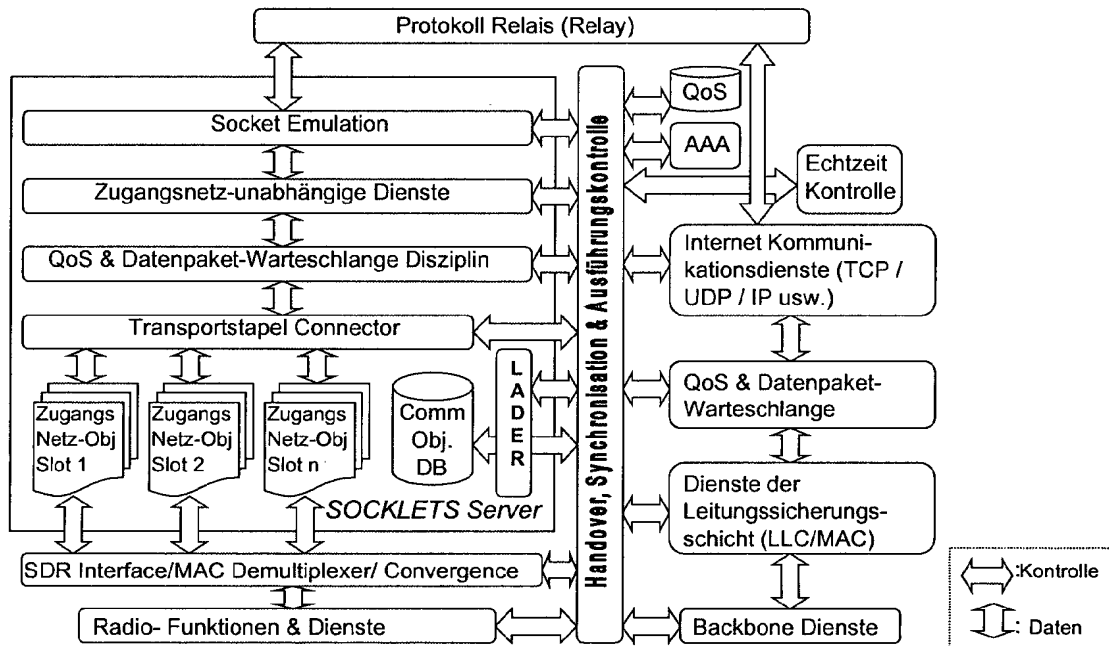 Protokoll Relais (Relay)
Socket Emulation
Zugangsnetz-unabhängige Dienste
QoS & Datenpaket-Warteschlange Disziplin
Transportstapel Connector
Zugangs
Netz-Obj
Slot 1
Zugangs
Netz-Obj
Slot 2
Zugangs
Netz-Obj
Slot n
Comm
Obj.
DB
LADER
SOCKLETS Server
SDR Interface/MAC Demultiplexer/ Convergence
Radio- Funktionen & Dienste
Handover, Synchronisation & Ausführungskontrolle
QoS
AAA
Echtzeit
Kontrolle
Internet Kommuni-
kationsdienste (TCP /
UDP / IP usw.)
QoS & Datenpaket-
Warteschlange
Dienste der
Leitungssicherungs-
schicht (LLC/MAC)
Backbone Dienste
:Kontrolle
: Daten